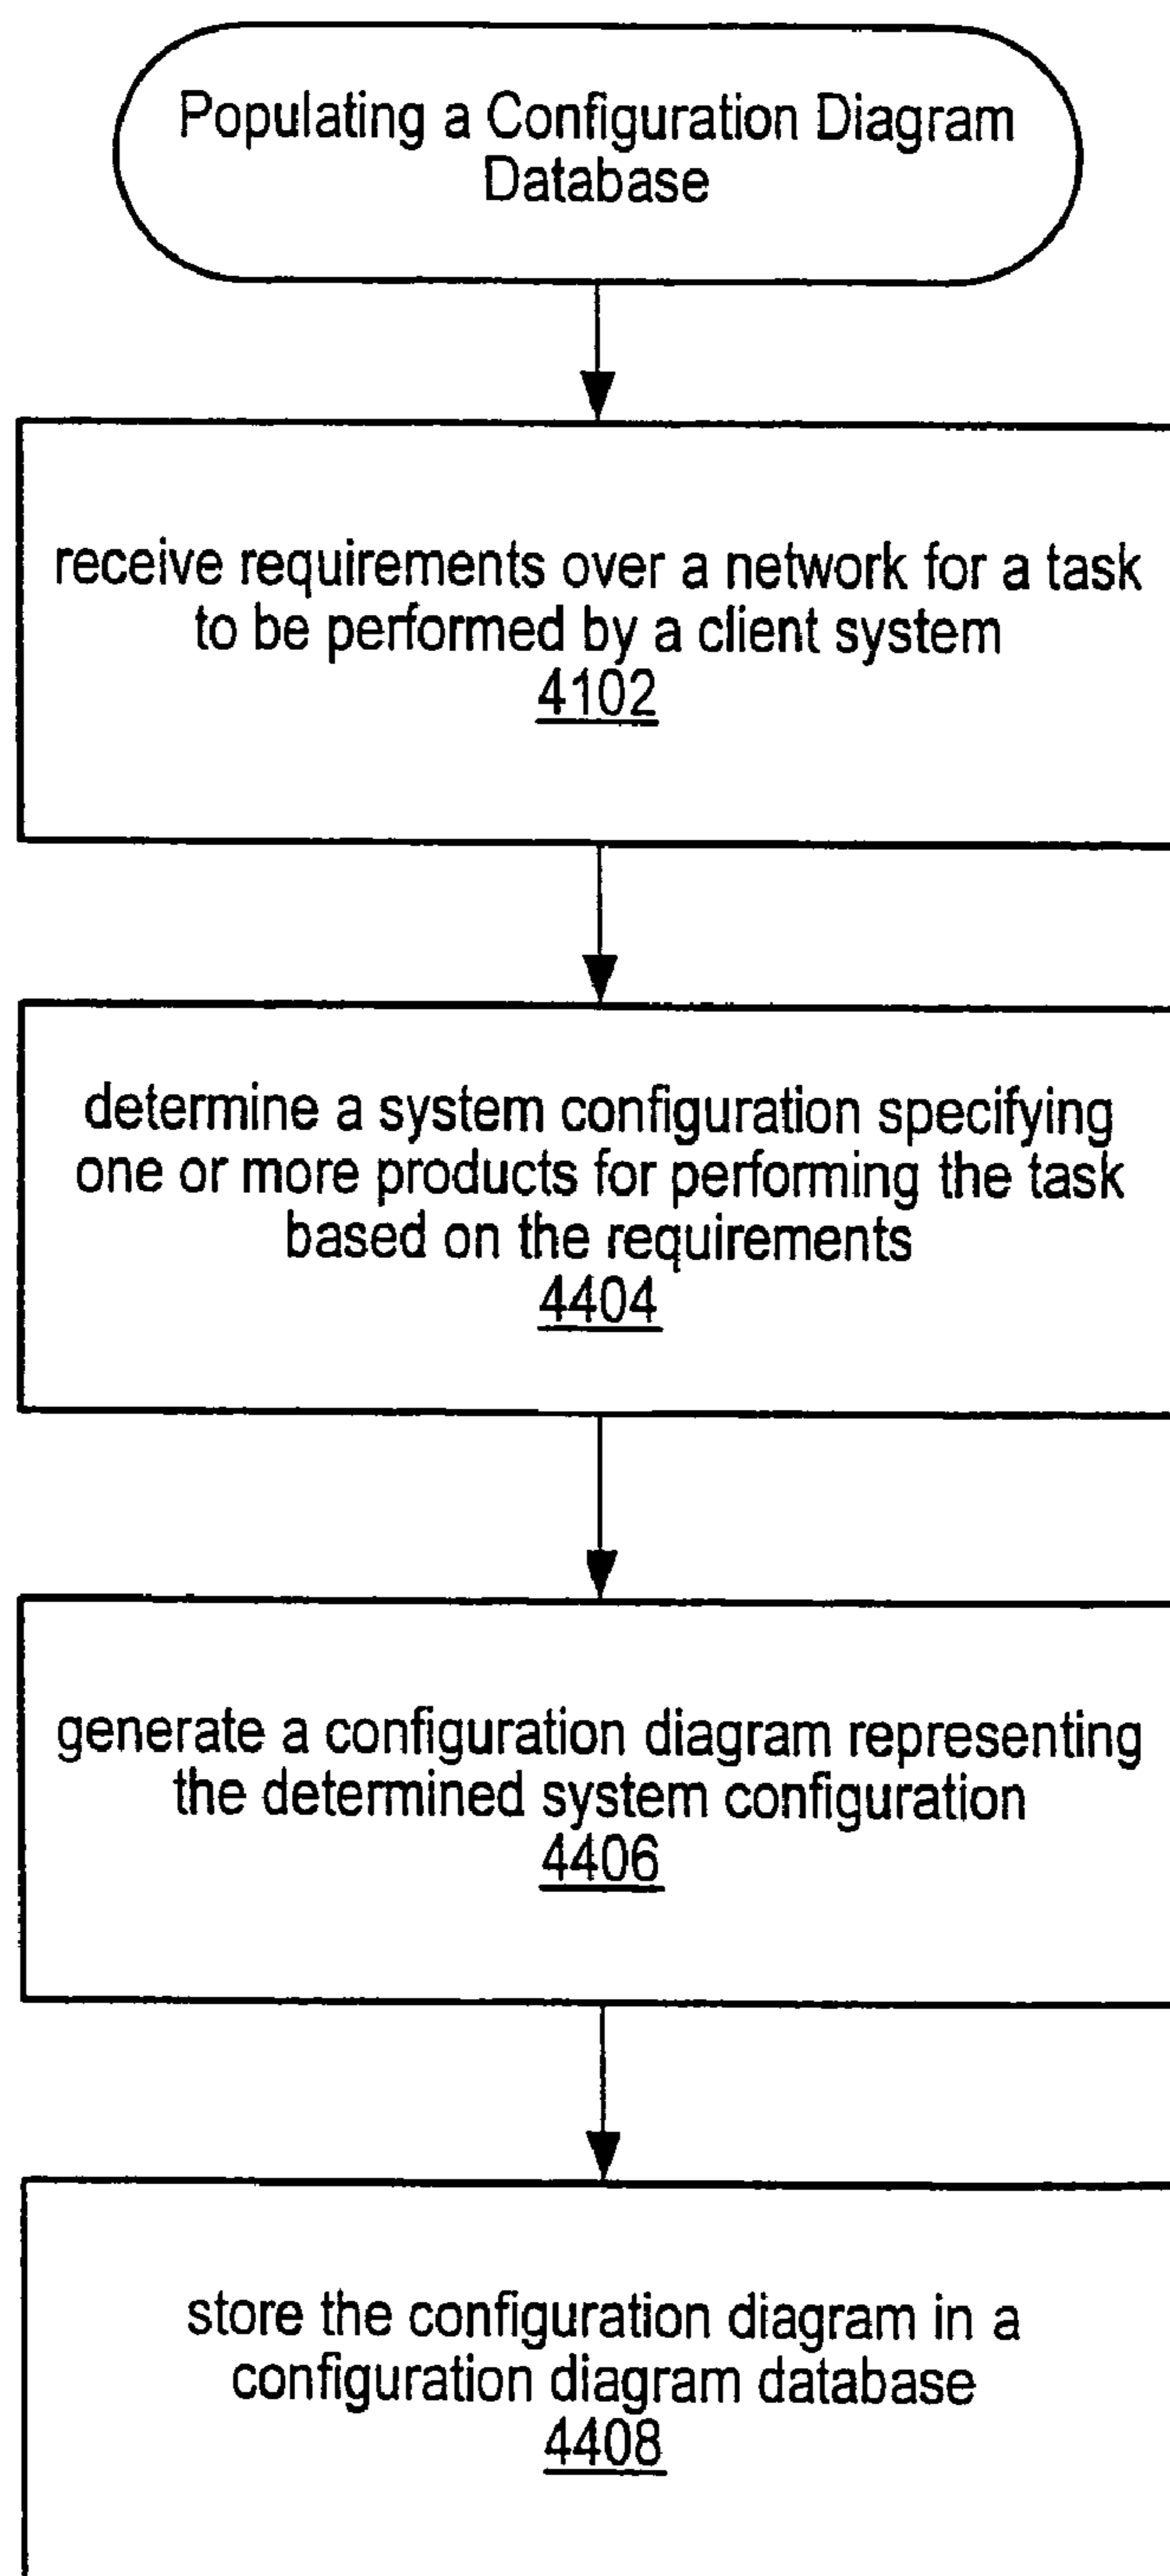 Populating a Configuration Diagram
Database
receive requirements over a network for a task
to be performed by a client system
4102
determine a system configuration specifying
one or more products for performing the task
based on the requirements
4404
generate a configuration diagram representing
the determined system configuration
4406
store the configuration diagram in a
configuration diagram database
4408